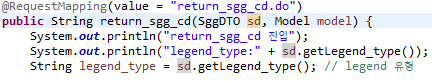 @RequestMapping(value = "return_sgg_cd.do")
public String return_sgg_cd(SggDTO sd, Model model) {
System.out.println("return_sgg_cd 진입");
System.out.println("legend_type:" + sd.getLegend_type());
String legend_type = sd.getLegend_type(); // legend 유형